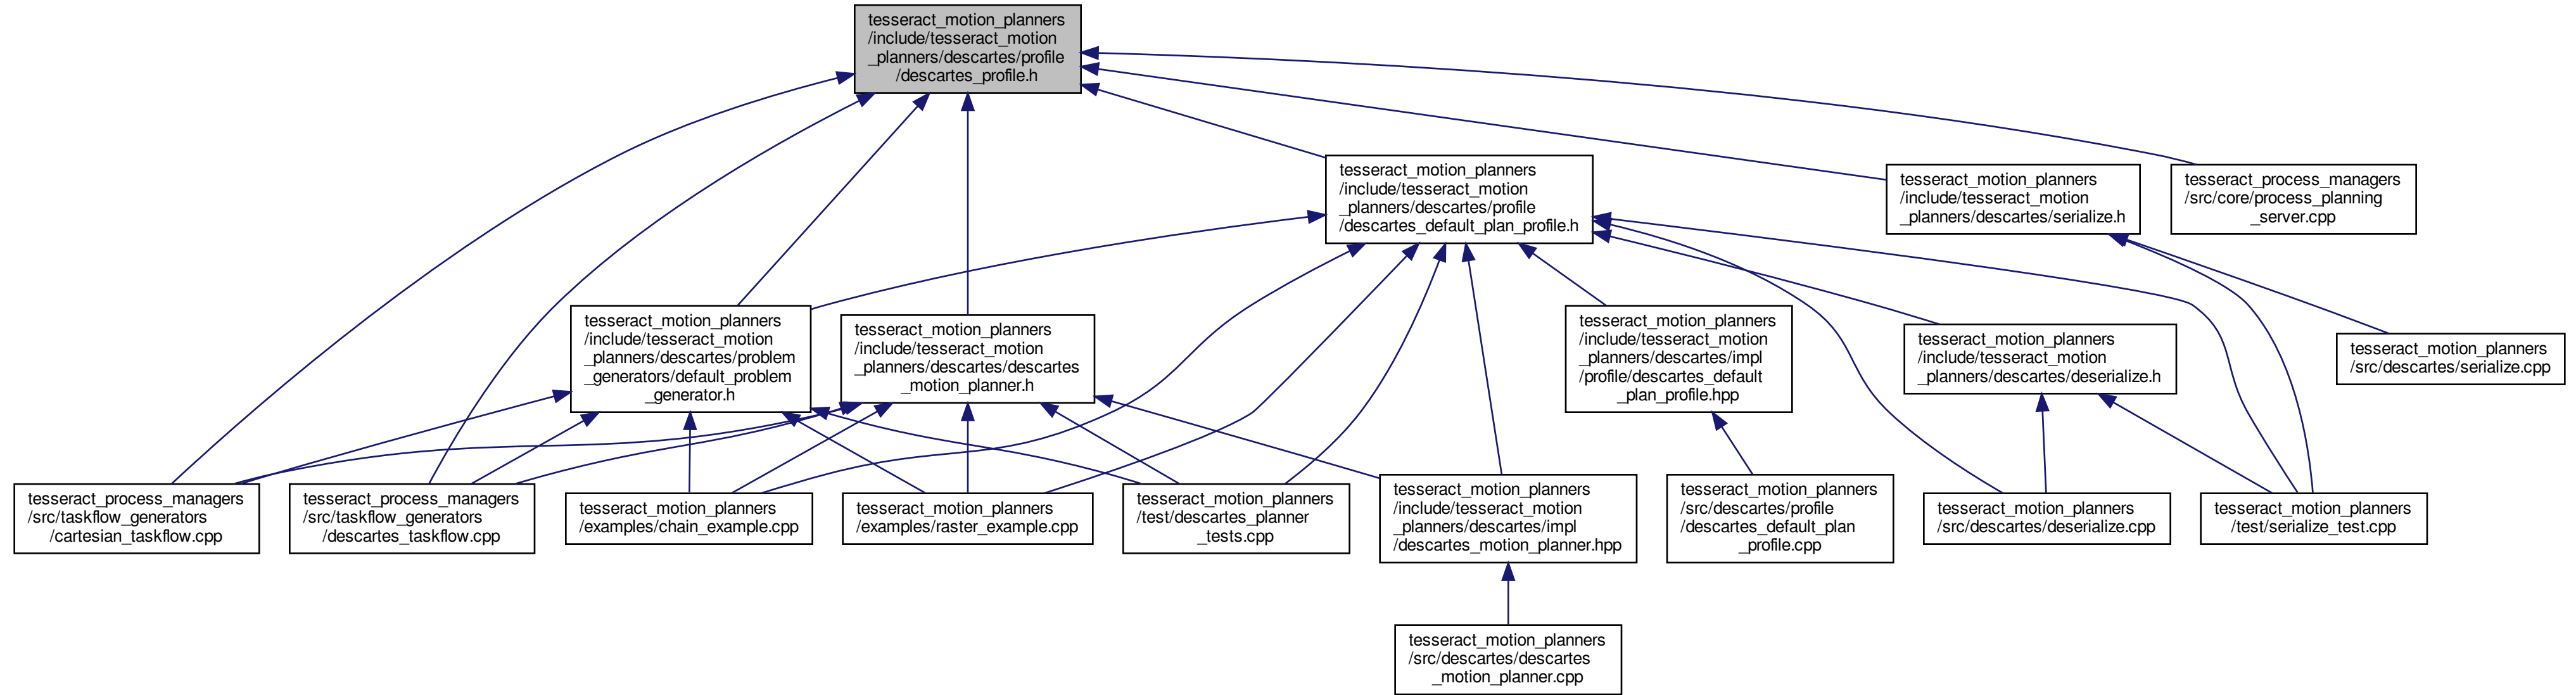 tesseract_motion_planners
/include/tesseract_motion
_planners/descartes/profile
/descartes_profile.h
tesseract_motion_planners
/include/tesseract_motion
_planners/descartes/profile
/descartes_default_plan_profile.h
tesseract_motion_planners
/include/tesseract_motion
_planners/descartes/serialize.h
tesseract_process_managers
/src/core/process_planning
_server.cpp
tesseract_motion_planners
/include/tesseract_motion
_planners/descartes/problem
_generators/default_problem
_generator.h
tesseract_motion_planners
/include/tesseract_motion
_planners/descartes/descartes
_motion_planner.h
tesseract_motion_planners
/include/tesseract_motion
_planners/descartes/impl
/profile/descartes_default
_plan_profile.hpp
tesseract_motion_planners
/include/tesseract_motion
_planners/descartes/deserialize.h
tesseract_motion_planners
/src/descartes/serialize.cpp
tesseract_process_managers
/src/taskflow_generators
/cartesian_taskflow.cpp
tesseract_process_managers
/src/taskflow_generators
/descartes_taskflow.cpp
tesseract_motion_planners
/examples/chain_example.cpp
tesseract_motion_planners
/examples/raster_example.cpp
tesseract_motion_planners
/test/descartes_planner
_tests.cpp
tesseract_motion_planners
/include/tesseract_motion
_planners/descartes/impl
/descartes_motion_planner.hpp
tesseract_motion_planners
/src/descartes/profile
/descartes_default_plan
_profile.cpp
tesseract_motion_planners
/src/descartes/deserialize.cpp
tesseract_motion_planners
/test/serialize_test.cpp
tesseract_motion_planners
/src/descartes/descartes
_motion_planner.cpp